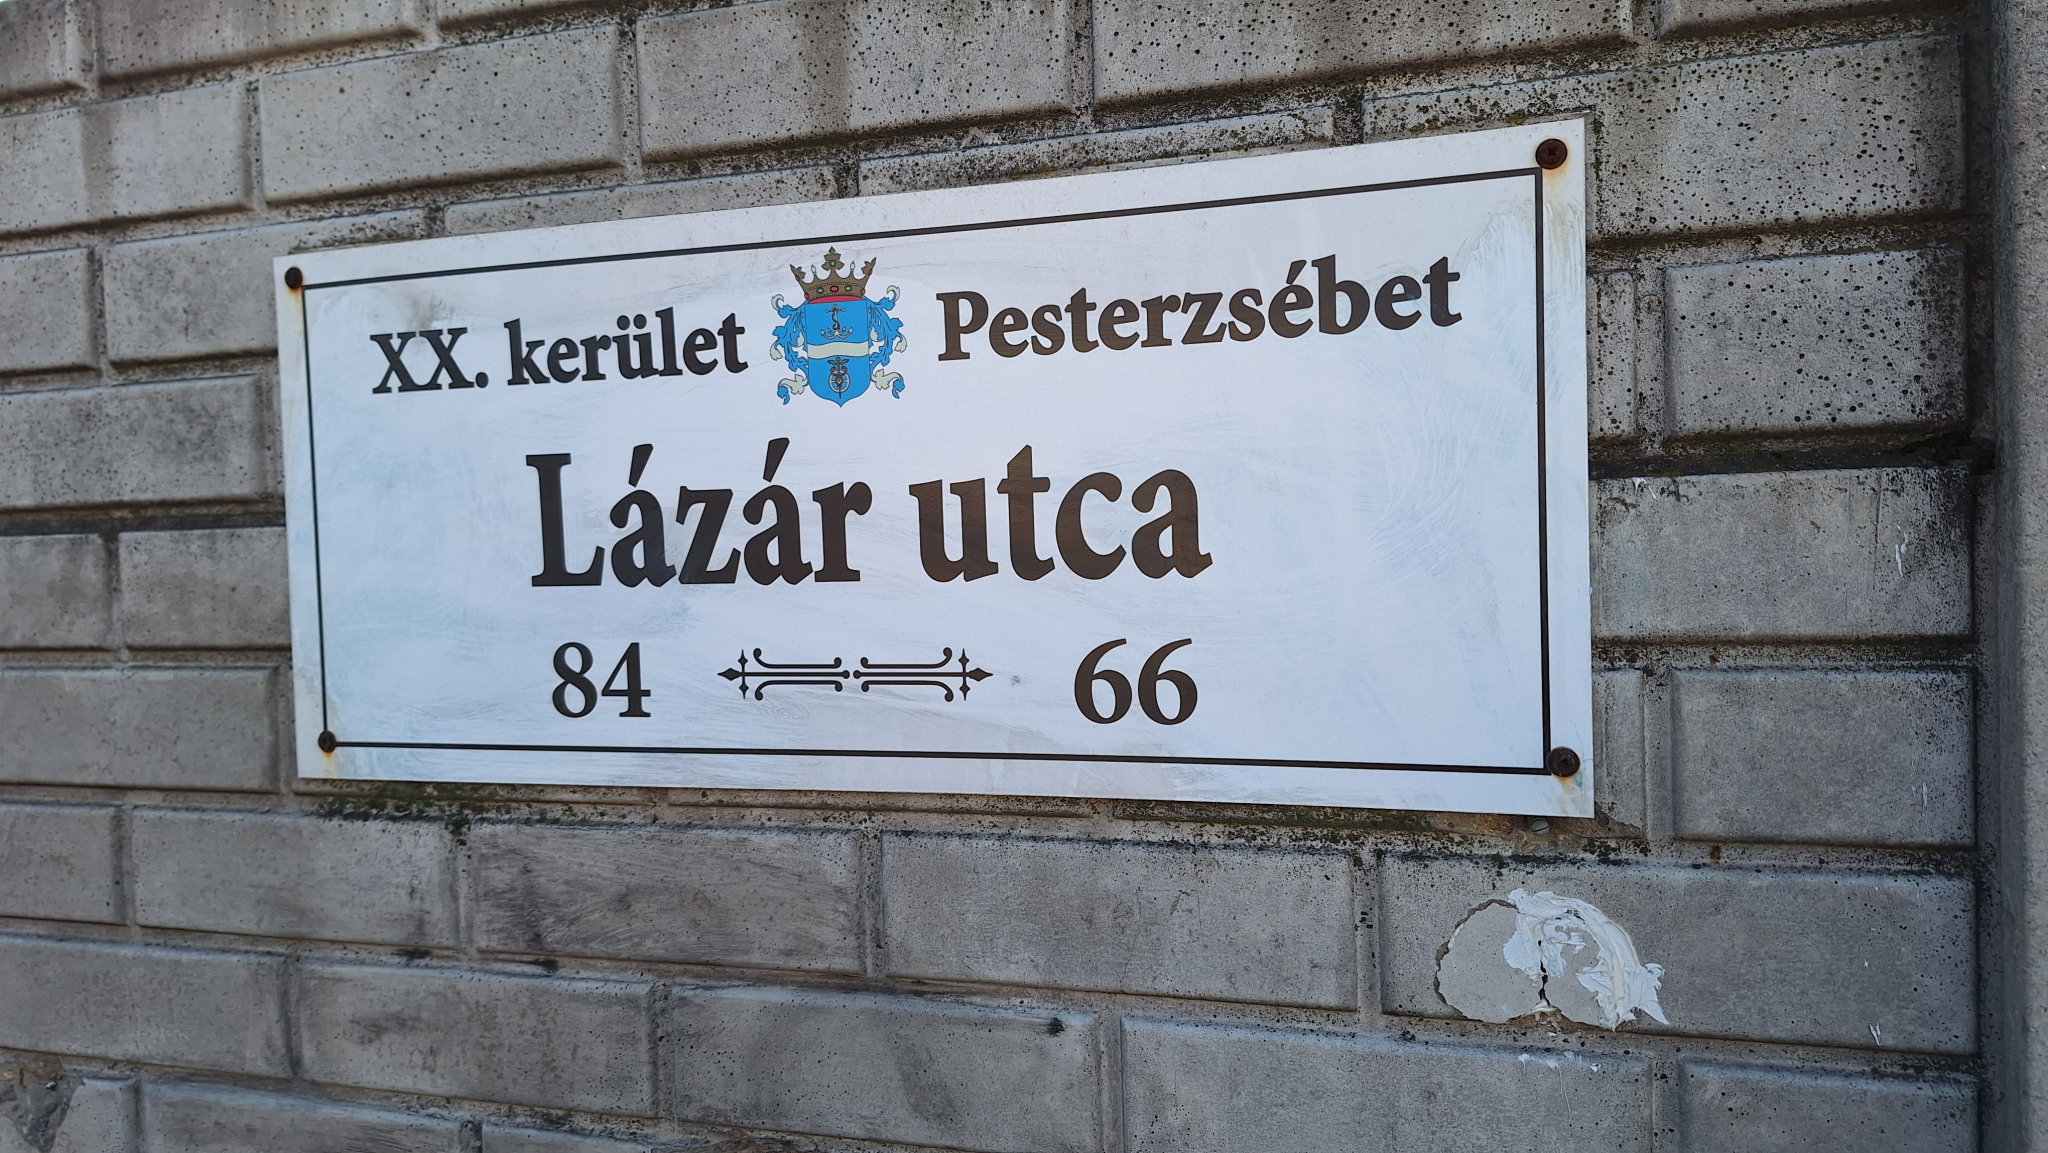 XX. kerület Pesterzsébet
Lázár utca
84 66